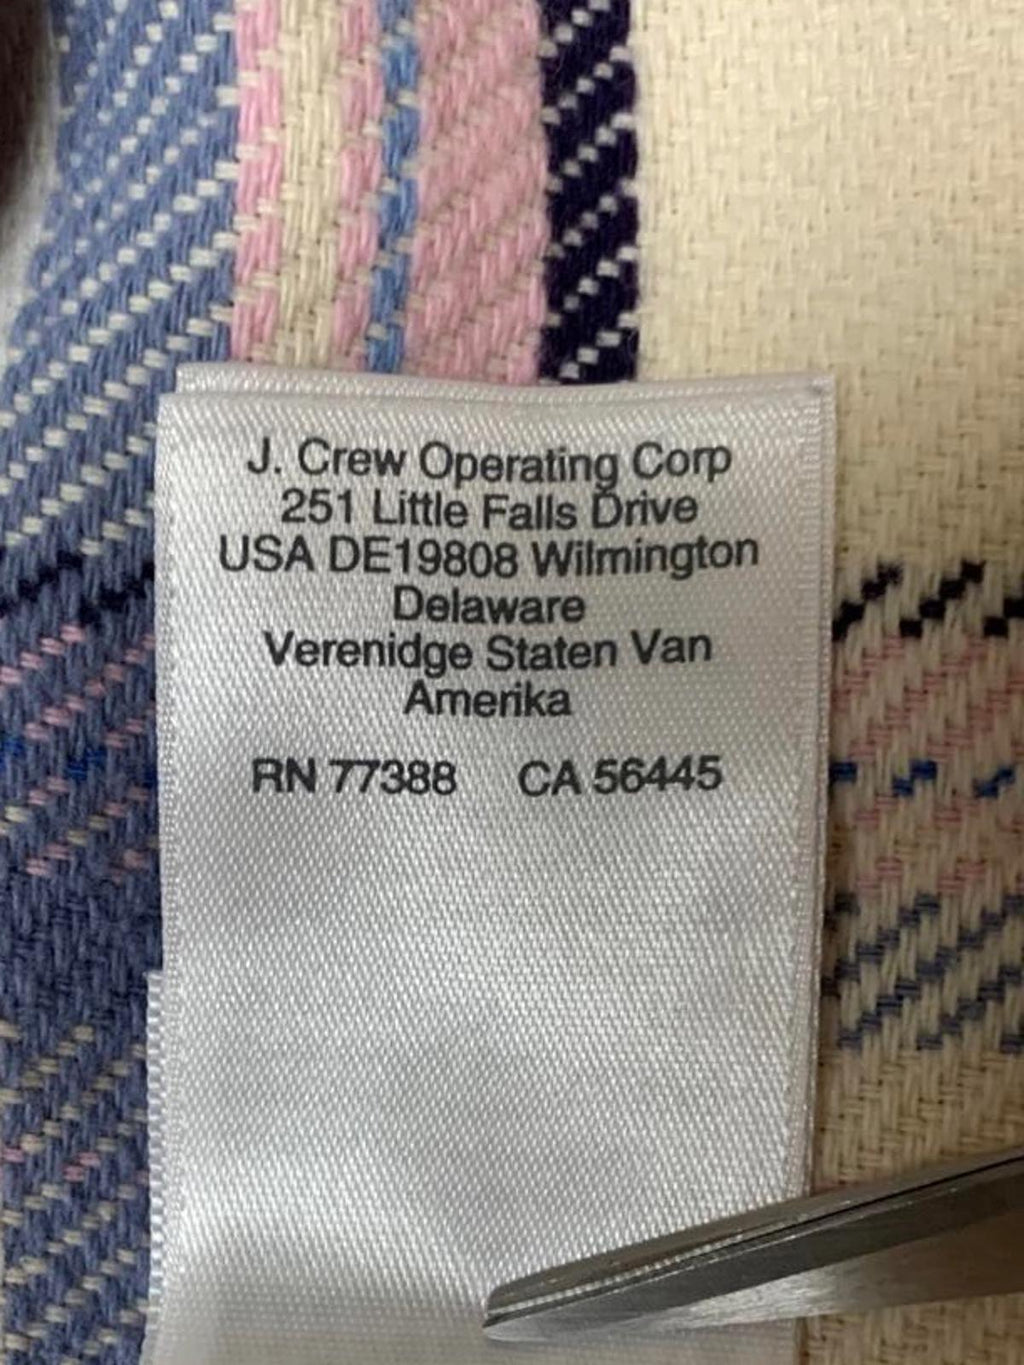 J. Crew Operating Corp
251 Little Falls Drive
USA DE19808 Wilmington
Delaware
Verenidge Staten Van
Amerika
RN 77388 CA 56445